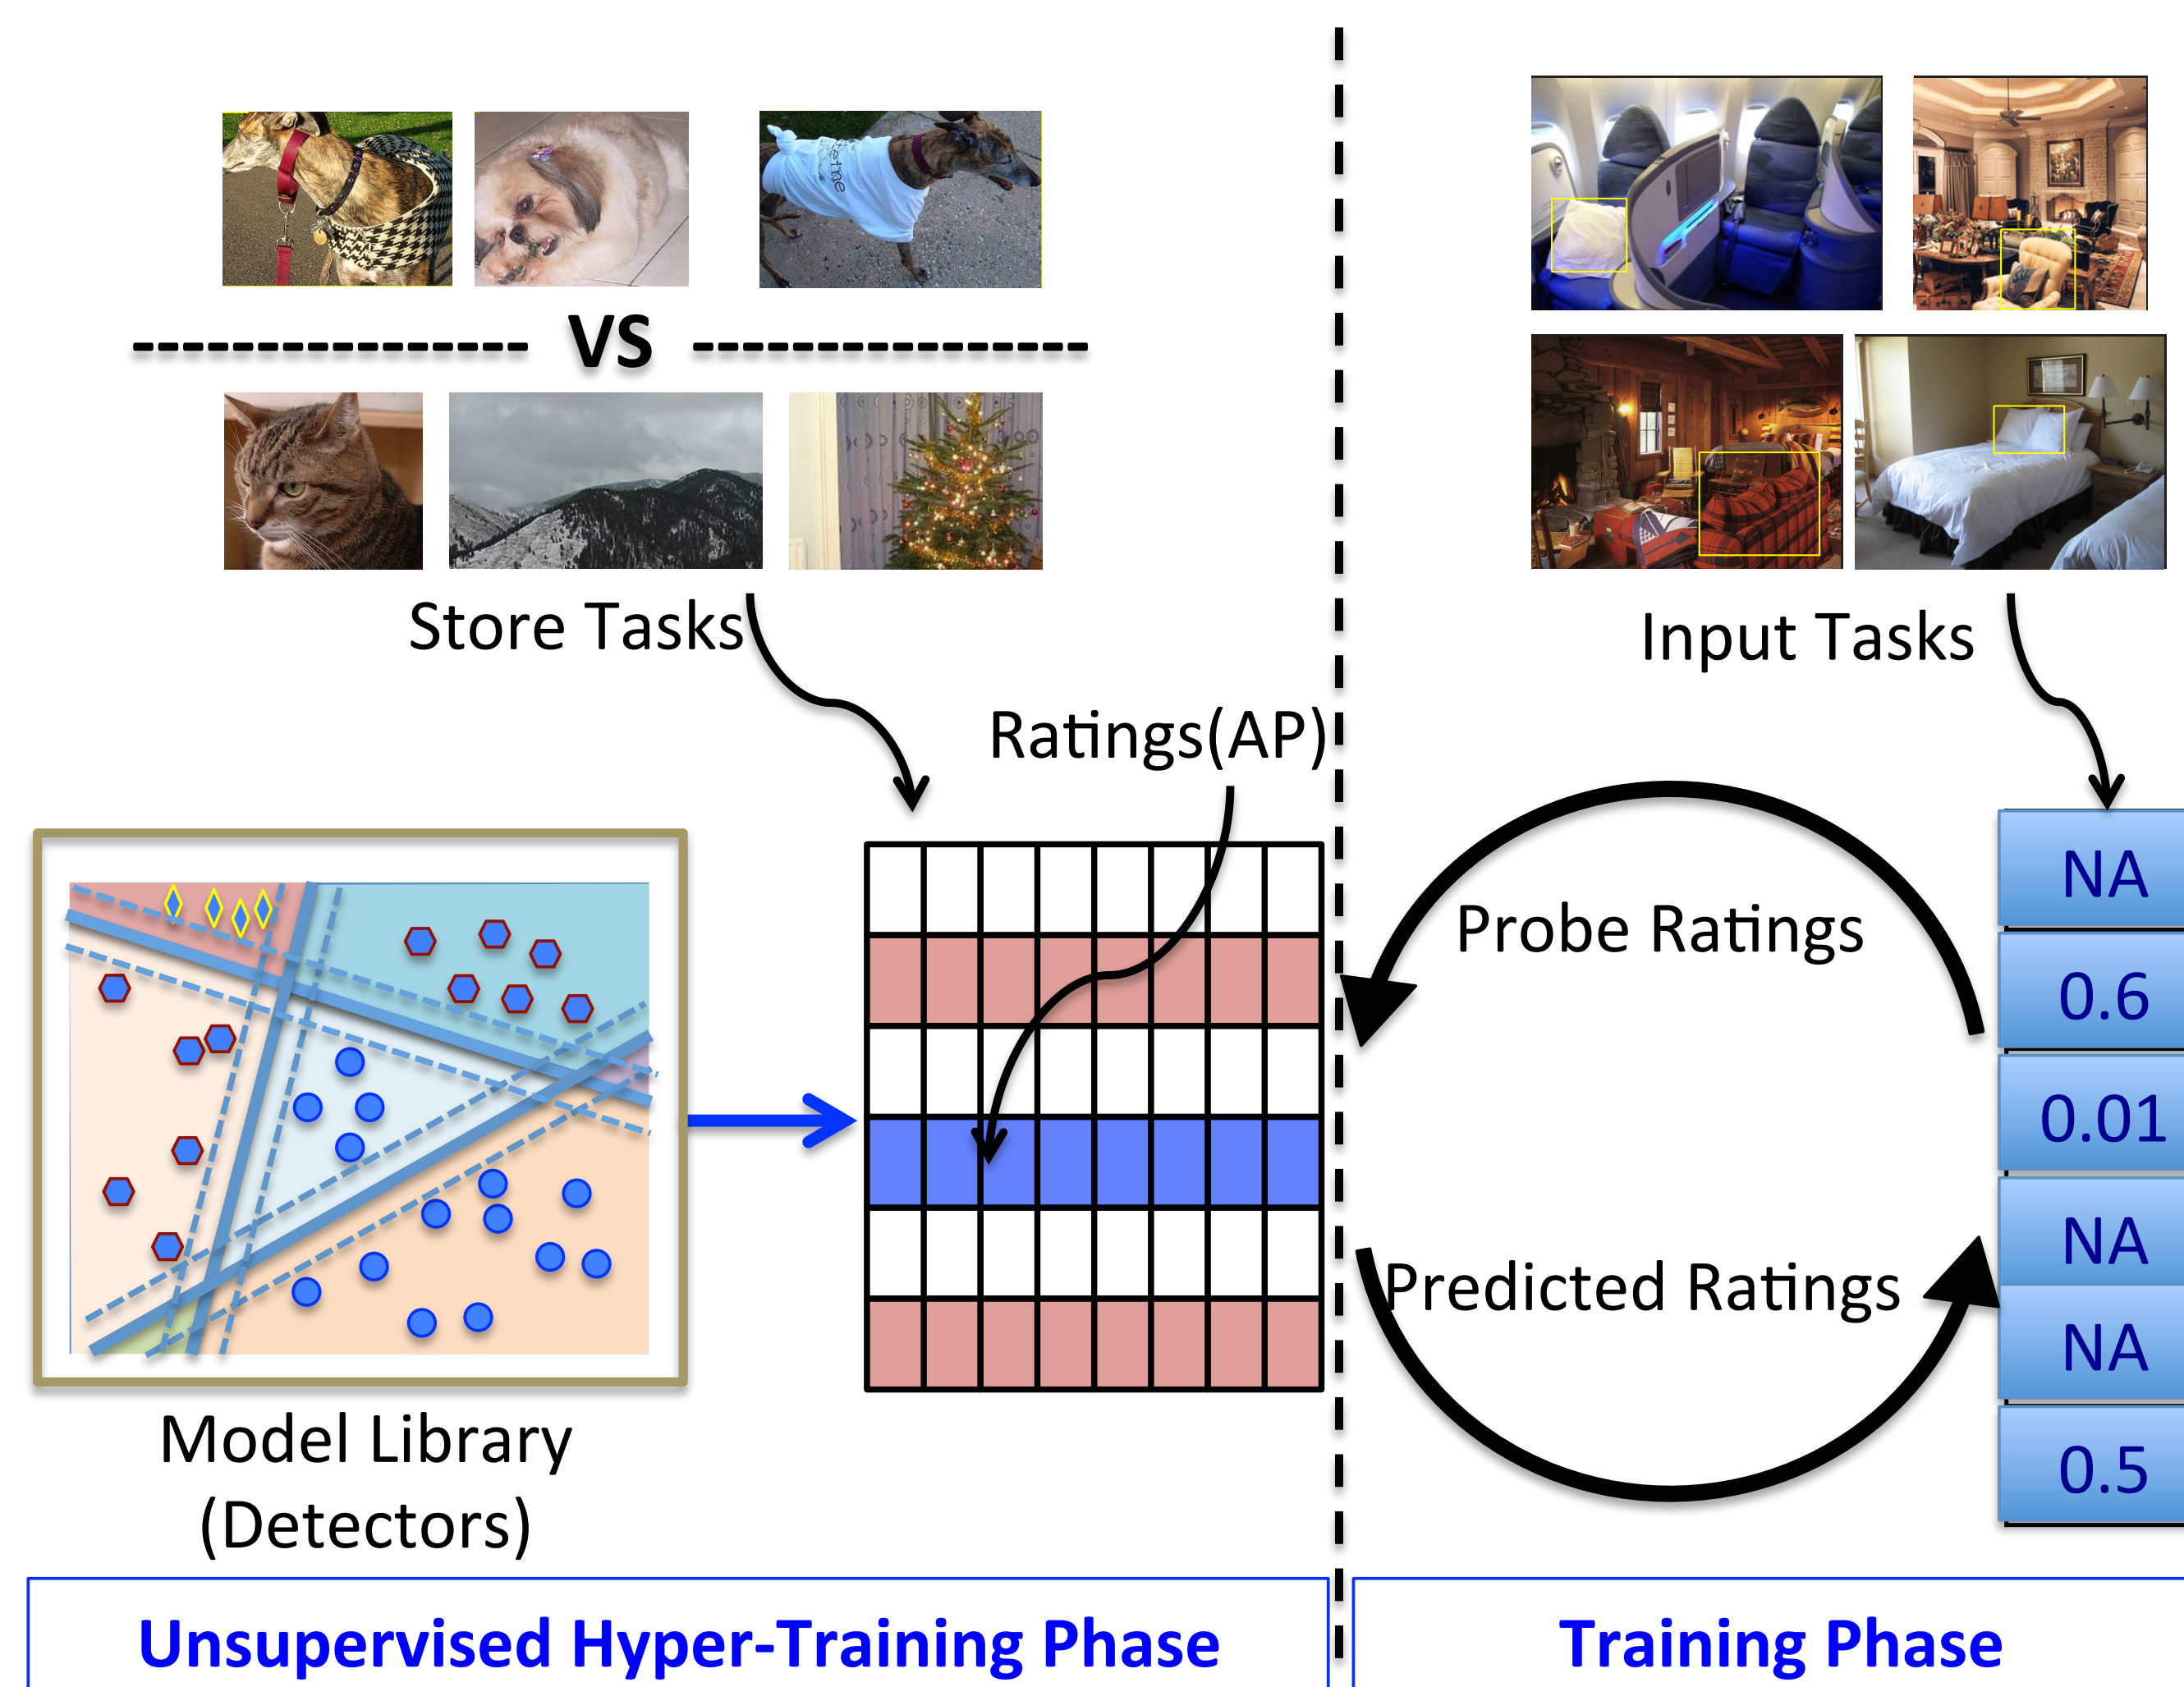 VS
Store Tasks
Input Tasks
Ratings(AP)
Probe Ratings
Predicted Ratings
NA
0.6
0.01
NA
NA
0.5
Model Library
(Detectors)
Unsupervised Hyper-Training Phase
Training Phase